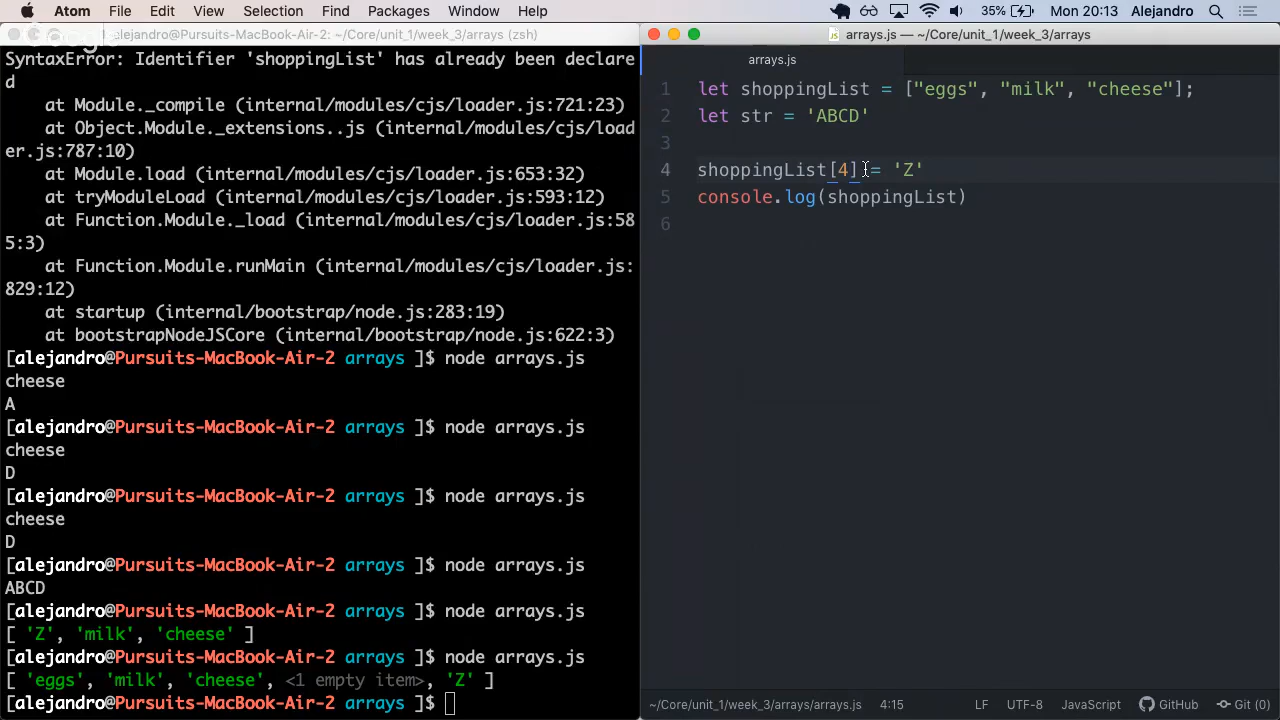 Atom File Edit View Selection Find Packages Window Help 35% Mon 20:13 Alejandro
Google
alejandro@Pursuits-MacBook-Air-2: ~/Core/unit_1/week_3/arrays (zsh)
SyntaxError: Identifier 'shoppingList' has already been declare
d
at Module._compile (internal/modules/cjs/loader.js:721:23)
at Object.Module._extensions..js (internal/modules/cjs/load
er.js:787:10)
at Module.load (internal/modules/cjs/loader.js:653:32)
at tryModuleLoad (internal/modules/cjs/loader.js:593:12)
at Function.Module._load (internal/modules/cjs/loader.js:58
5:3)
at Function.Module.runMain (internal/modules/cjs/loader.js:
829:12)
at startup (internal/bootstrap/node.js:283:19)
at bootstrapNodeJSCore (internal/bootstrap/node.js:622:3)
[alejandro@Pursuits-MacBook-Air-2 arrays ]$ node arrays.js
cheese
A
[alejandro@Pursuits-MacBook-Air-2 arrays ]$ node arrays.js
cheese
D
[alejandro@Pursuits-MacBook-Air-2 arrays ]$ node arrays.js
cheese
D
[alejandro@Pursuits-MacBook-Air-2 arrays ]$ node arrays.js
ABCD
[alejandro@Pursuits-MacBook-Air-2 arrays ]$ node arrays.js
[ 'Z', 'milk', 'cheese' ]
[alejandro@Pursuits-MacBook-Air-2 arrays ]$ node arrays.js
[ 'eggs', 'milk', 'cheese', <1 empty item>, 'Z' ]
[alejandro@Pursuits-MacBook-Air-2 arrays ]$
arrays.js — ~/Core/unit_1/week_3/arrays
arrays.js
1 let shoppingList = ["eggs", "milk", "cheese"];
2 let str = 'ABCD'
3
4 shoppingList[4] = 'Z'
5 console.log(shoppingList)
6
~/Core/unit_1/week_3/arrays/arrays.js 4:15 LF UTF-8 JavaScript GitHub Git (0)